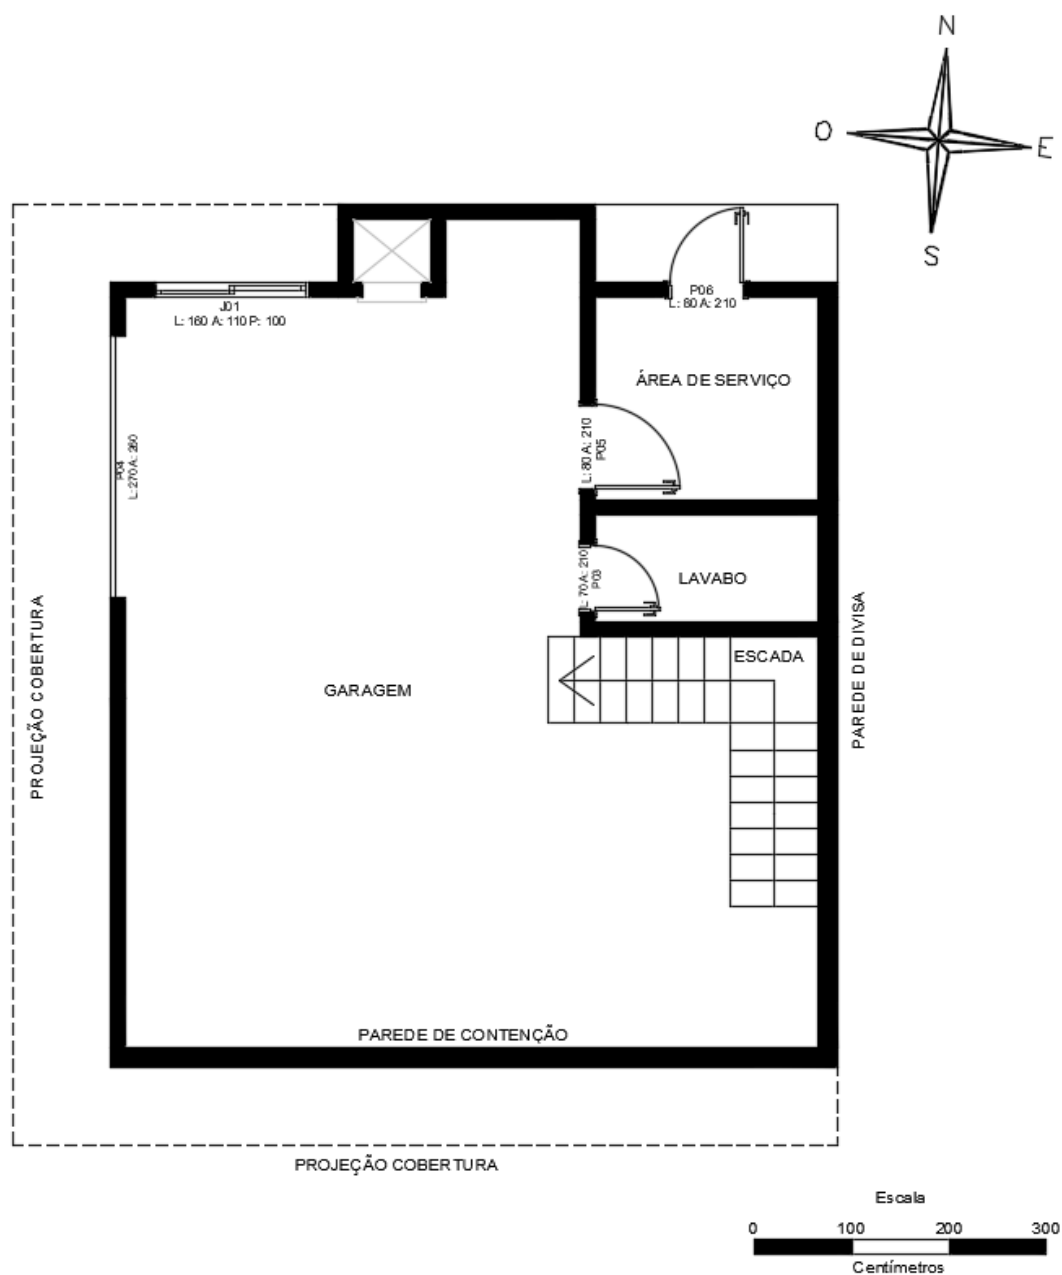 N
O
E
S
J01
L: 160 A: 110 P: 100
P06
L: 80 A: 210
ÁREA DE SERVIÇO
P04
L: 270 A: 260
L: 80 A: 210
P05
L: 70 A: 210
P03
LAVABO
ESCADA
GARAGEM
PROJEÇÃO COBERTURA
PAREDE DE DIVISA
PAREDE DE CONTENÇÃO
PROJEÇÃO COBERTURA
Escala
0 100 200 300
Centímetros